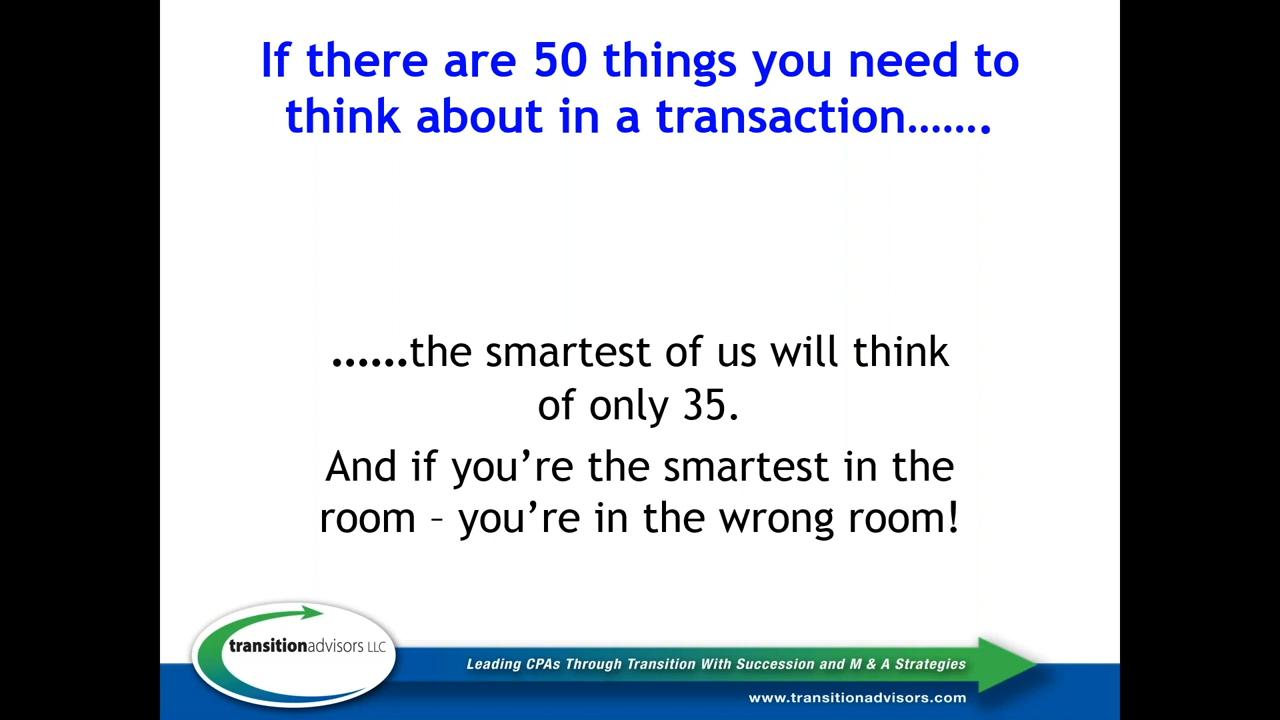 If there are 50 things you need to
think about in a transaction…….
……the smartest of us will think
of only 35.
And if you’re the smartest in the
room – you’re in the wrong room!
transitionadvisors LLC
Leading CPAs Through Transition With Succession and M & A Strategies
www.transitionadvisors.com